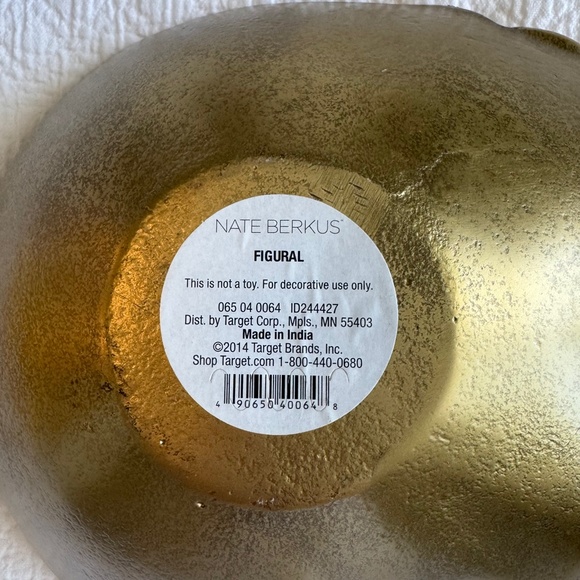 NATE BERKUS™
FIGURAL
This is not a toy. For decorative use only.
065 04 0064 ID244427
Dist. by Target Corp., Mpls., MN 55403
Made in India
©2014 Target Brands, Inc.
Shop Target.com 1-800-440-0680
4 90650 40064 8